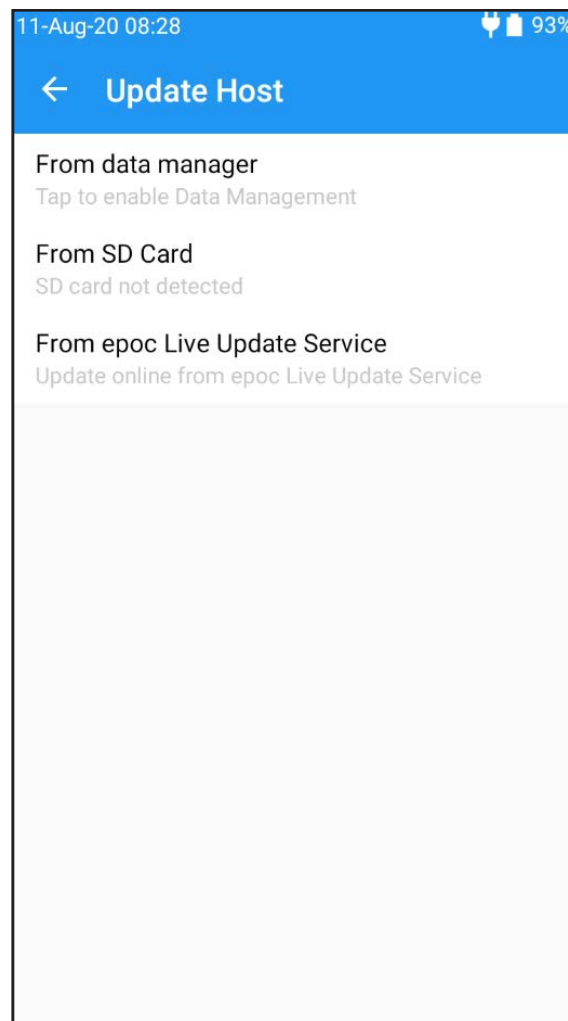 11-Aug-20 08:28 93%
Update Host
From data manager
Tap to enable Data Management
From SD Card
SD card not detected
From epoc Live Update Service
Update online from epoc Live Update Service